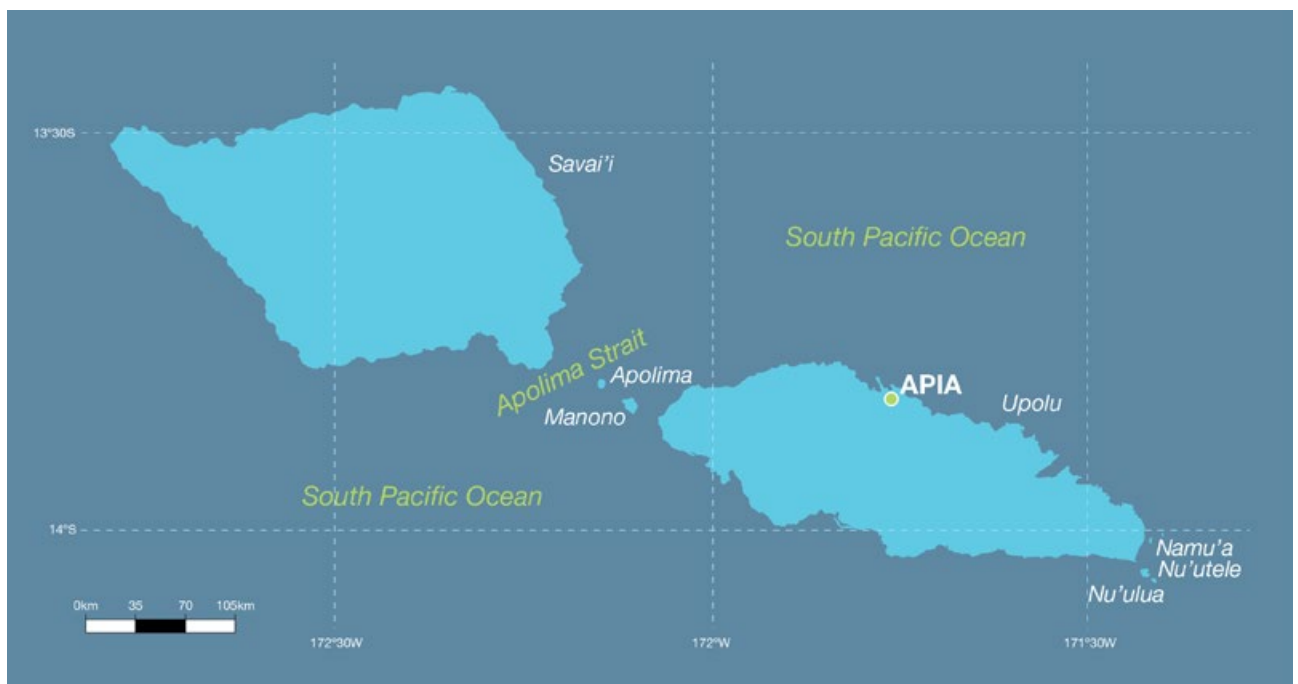 13°30S
Savai'i
South Pacific Ocean
Apolima Strait
Apolima
Manono
APIA
Upolu
South Pacific Ocean
14°S
Namu'a
Nu'utele
Nu'ulua
0km 35 70 105km
172°30W 172°W 171°30W